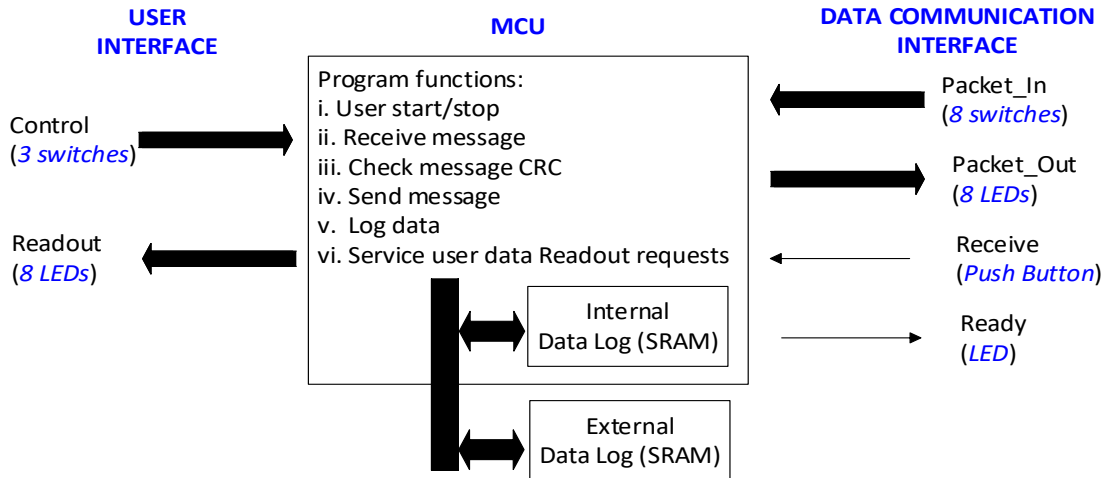 USER
INTERFACE
MCU
DATA COMMUNICATION
INTERFACE
Control
(3 switches)
Readout
(8 LEDs)
Program functions:
i. User start/stop
ii. Receive message
iii. Check message CRC
iv. Send message
v. Log data
vi. Service user data Readout requests
Internal
Data Log (SRAM)
External
Data Log (SRAM)
Packet_In
(8 switches)
Packet_Out
(8 LEDs)
Receive
(Push Button)
Ready
(LED)